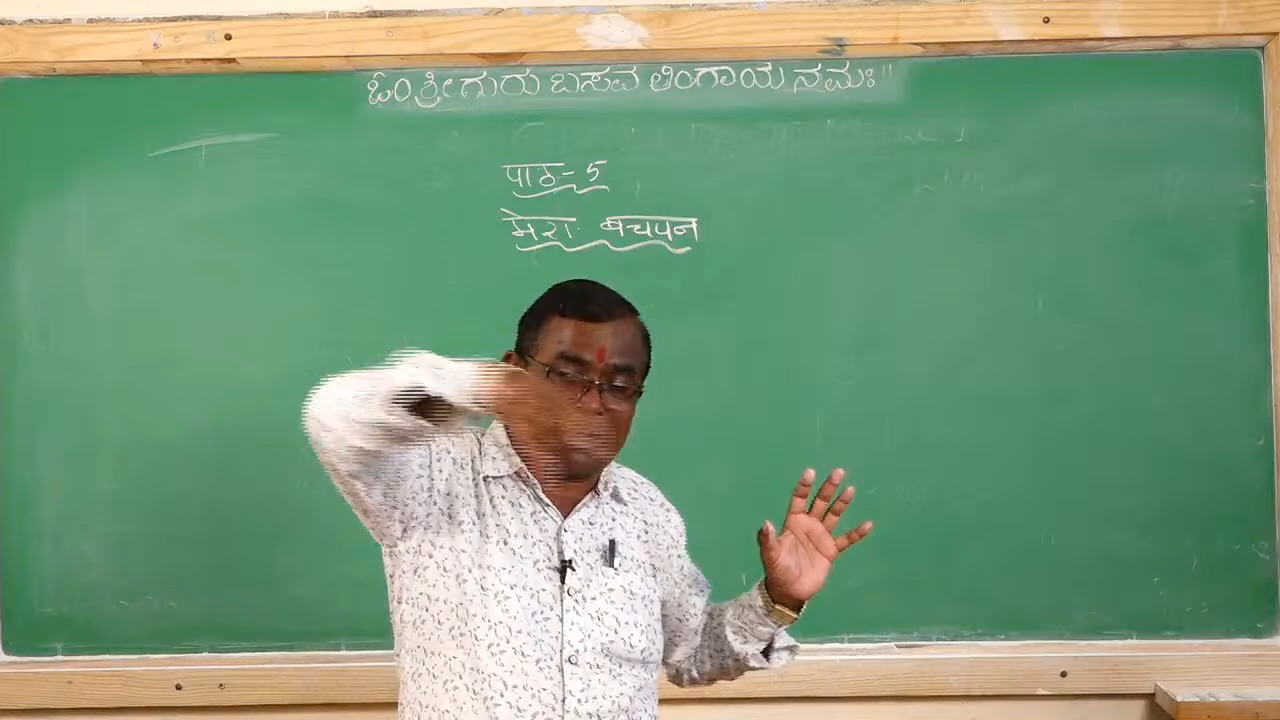 ಓಂ ಶ್ರೀ ಗುರು ಬಸವ ಲಿಂಗಾಯ ನಮಃ"
पाठ - 5
मेरा बचपन